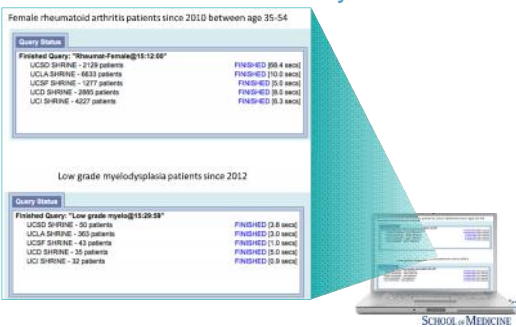 Female rheumatoid arthritis patients since 2010 between age 35-54
Query Status
Finished Query: "Rheumat-Female@15:12:00"
UCSD SHRINE - 2129 patients FINISHED [68.4 secs]
UCLA SHRINE - 6633 patients FINISHED [10.0 secs]
UCSF SHRINE - 1277 patients FINISHED [5.0 secs]
UCD SHRINE - 2885 patients FINISHED [8.0 secs]
UCI SHRINE - 4227 patients FINISHED [6.3 secs]
Low grade myelodysplasia patients since 2012
Query Status
Finished Query: "Low grade myelo@15:29:59"
UCSD SHRINE - 50 patients FINISHED [3.8 secs]
UCLA SHRINE - 363 patients FINISHED [3.0 secs]
UCSF SHRINE - 43 patients FINISHED [1.0 secs]
UCD SHRINE - 35 patients FINISHED [5.0 secs]
UCI SHRINE - 32 patients FINISHED [0.9 secs]
SCHOOL OF MEDICINE